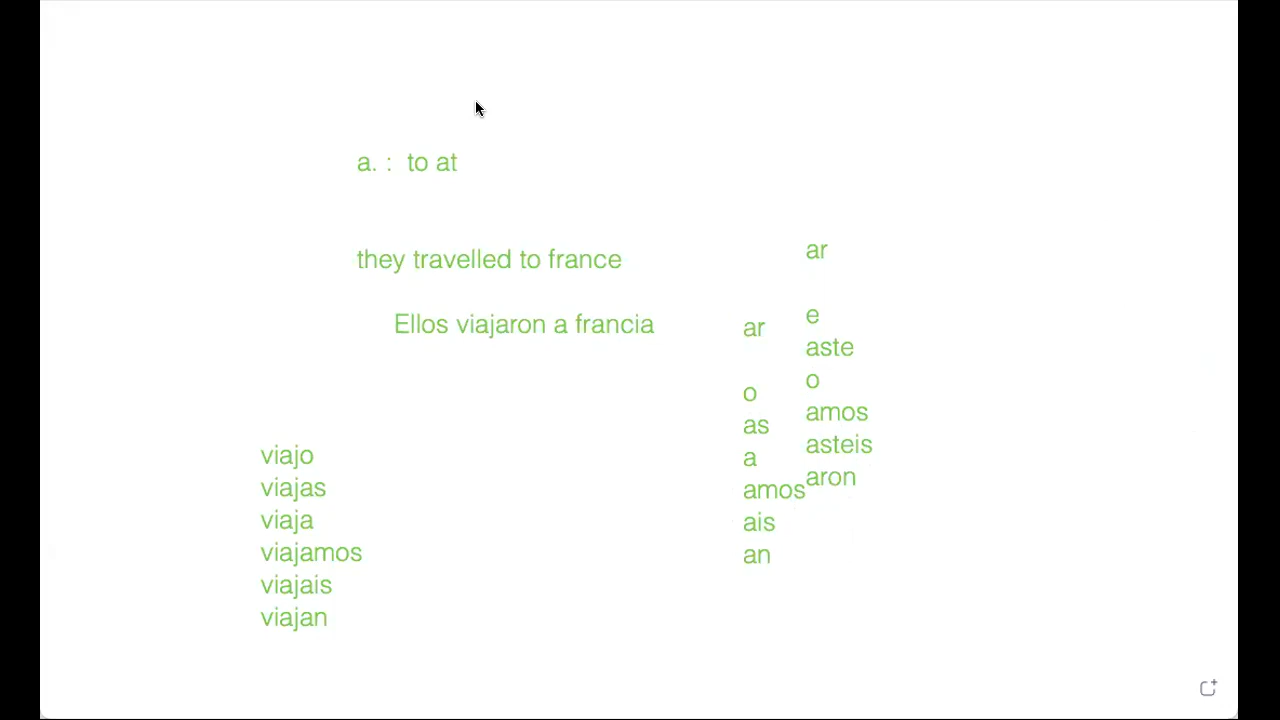 a. :  to at
they travelled to france
Ellos viajaron a francia
viajo
viajas
viaja
viajamos
viajais
viajan
ar
o
as
a
amos
ais
an
ar
e
aste
o
amos
asteis
aron